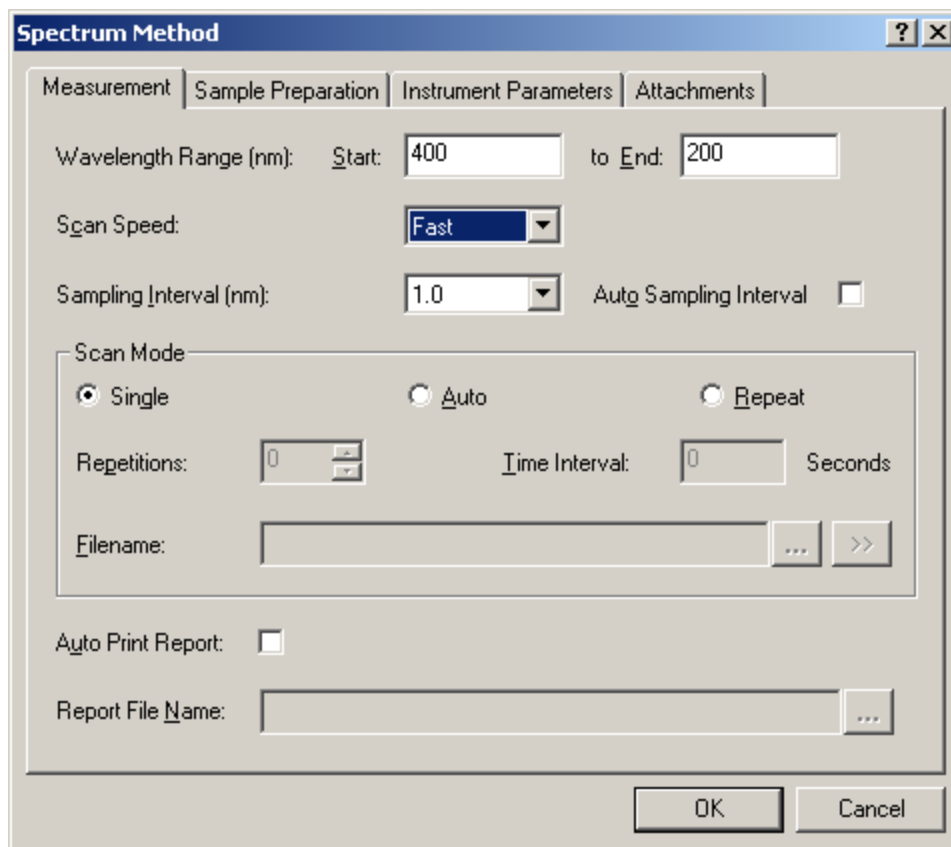 Spectrum Method
Measurement Sample Preparation Instrument Parameters Attachments
Wavelength Range (nm): Start: 400 to End: 200
Scan Speed: Fast
Sampling Interval (nm): 1.0 Auto Sampling Interval
Scan Mode
Single Auto Repeat
Repetitions: 0 Time Interval: 0 Seconds
Filename: ... >>
Auto Print Report:
Report File Name: ...
OK Cancel